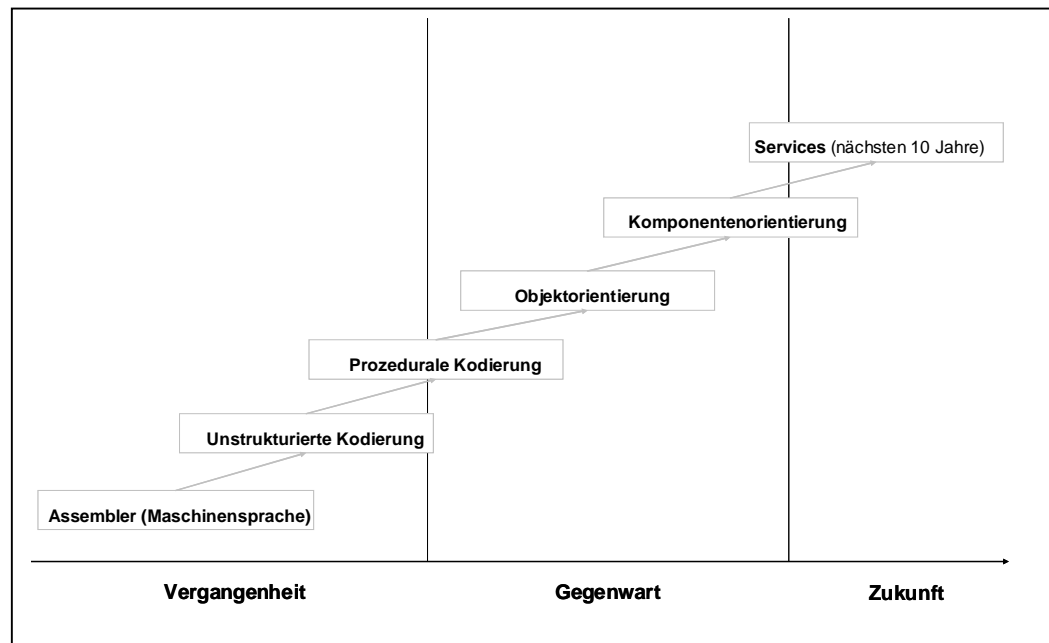 Services (nächsten 10 Jahre)
Komponentenorientierung
Objektorientierung
Prozedurale Kodierung
Unstrukturierte Kodierung
Assembler (Maschinensprache)
Vergangenheit
Gegenwart
Zukunft